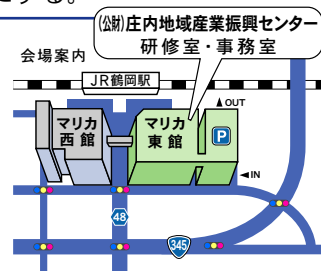 とする。
(公財)庄内地域産業振興センター
研修室・事務室
会場案内
JR鶴岡駅
OUT
マリカ
西館
マリカ
東館
P
IN
48
345